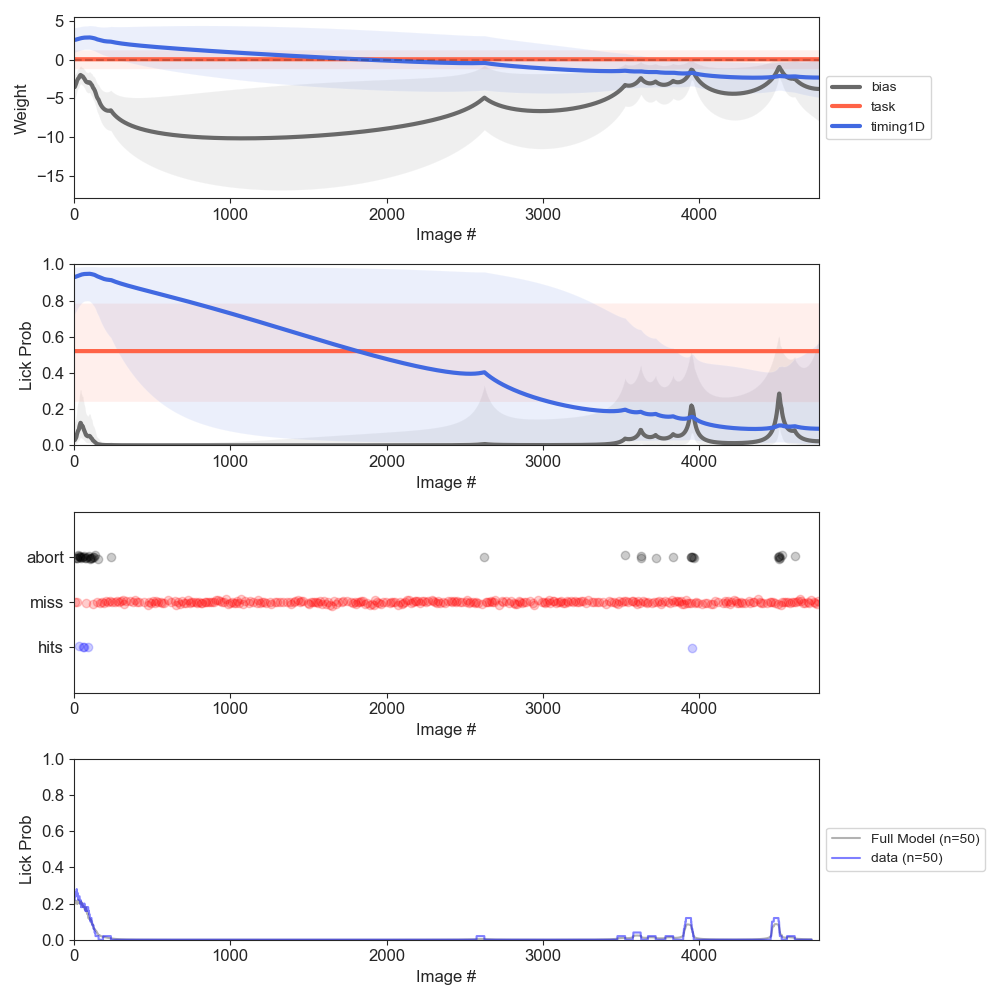 5
0
−5
−10
−15
Weight
0 1000 2000 3000 4000
Image #
bias
task
timing1D
1.0
0.8
0.6
0.4
0.2
0.0
Lick Prob
0 1000 2000 3000 4000
Image #
abort
miss
hits
0 1000 2000 3000 4000
Image #
1.0
0.8
0.6
0.4
0.2
0.0
Lick Prob
0 1000 2000 3000 4000
Image #
Full Model (n=50)
data (n=50)